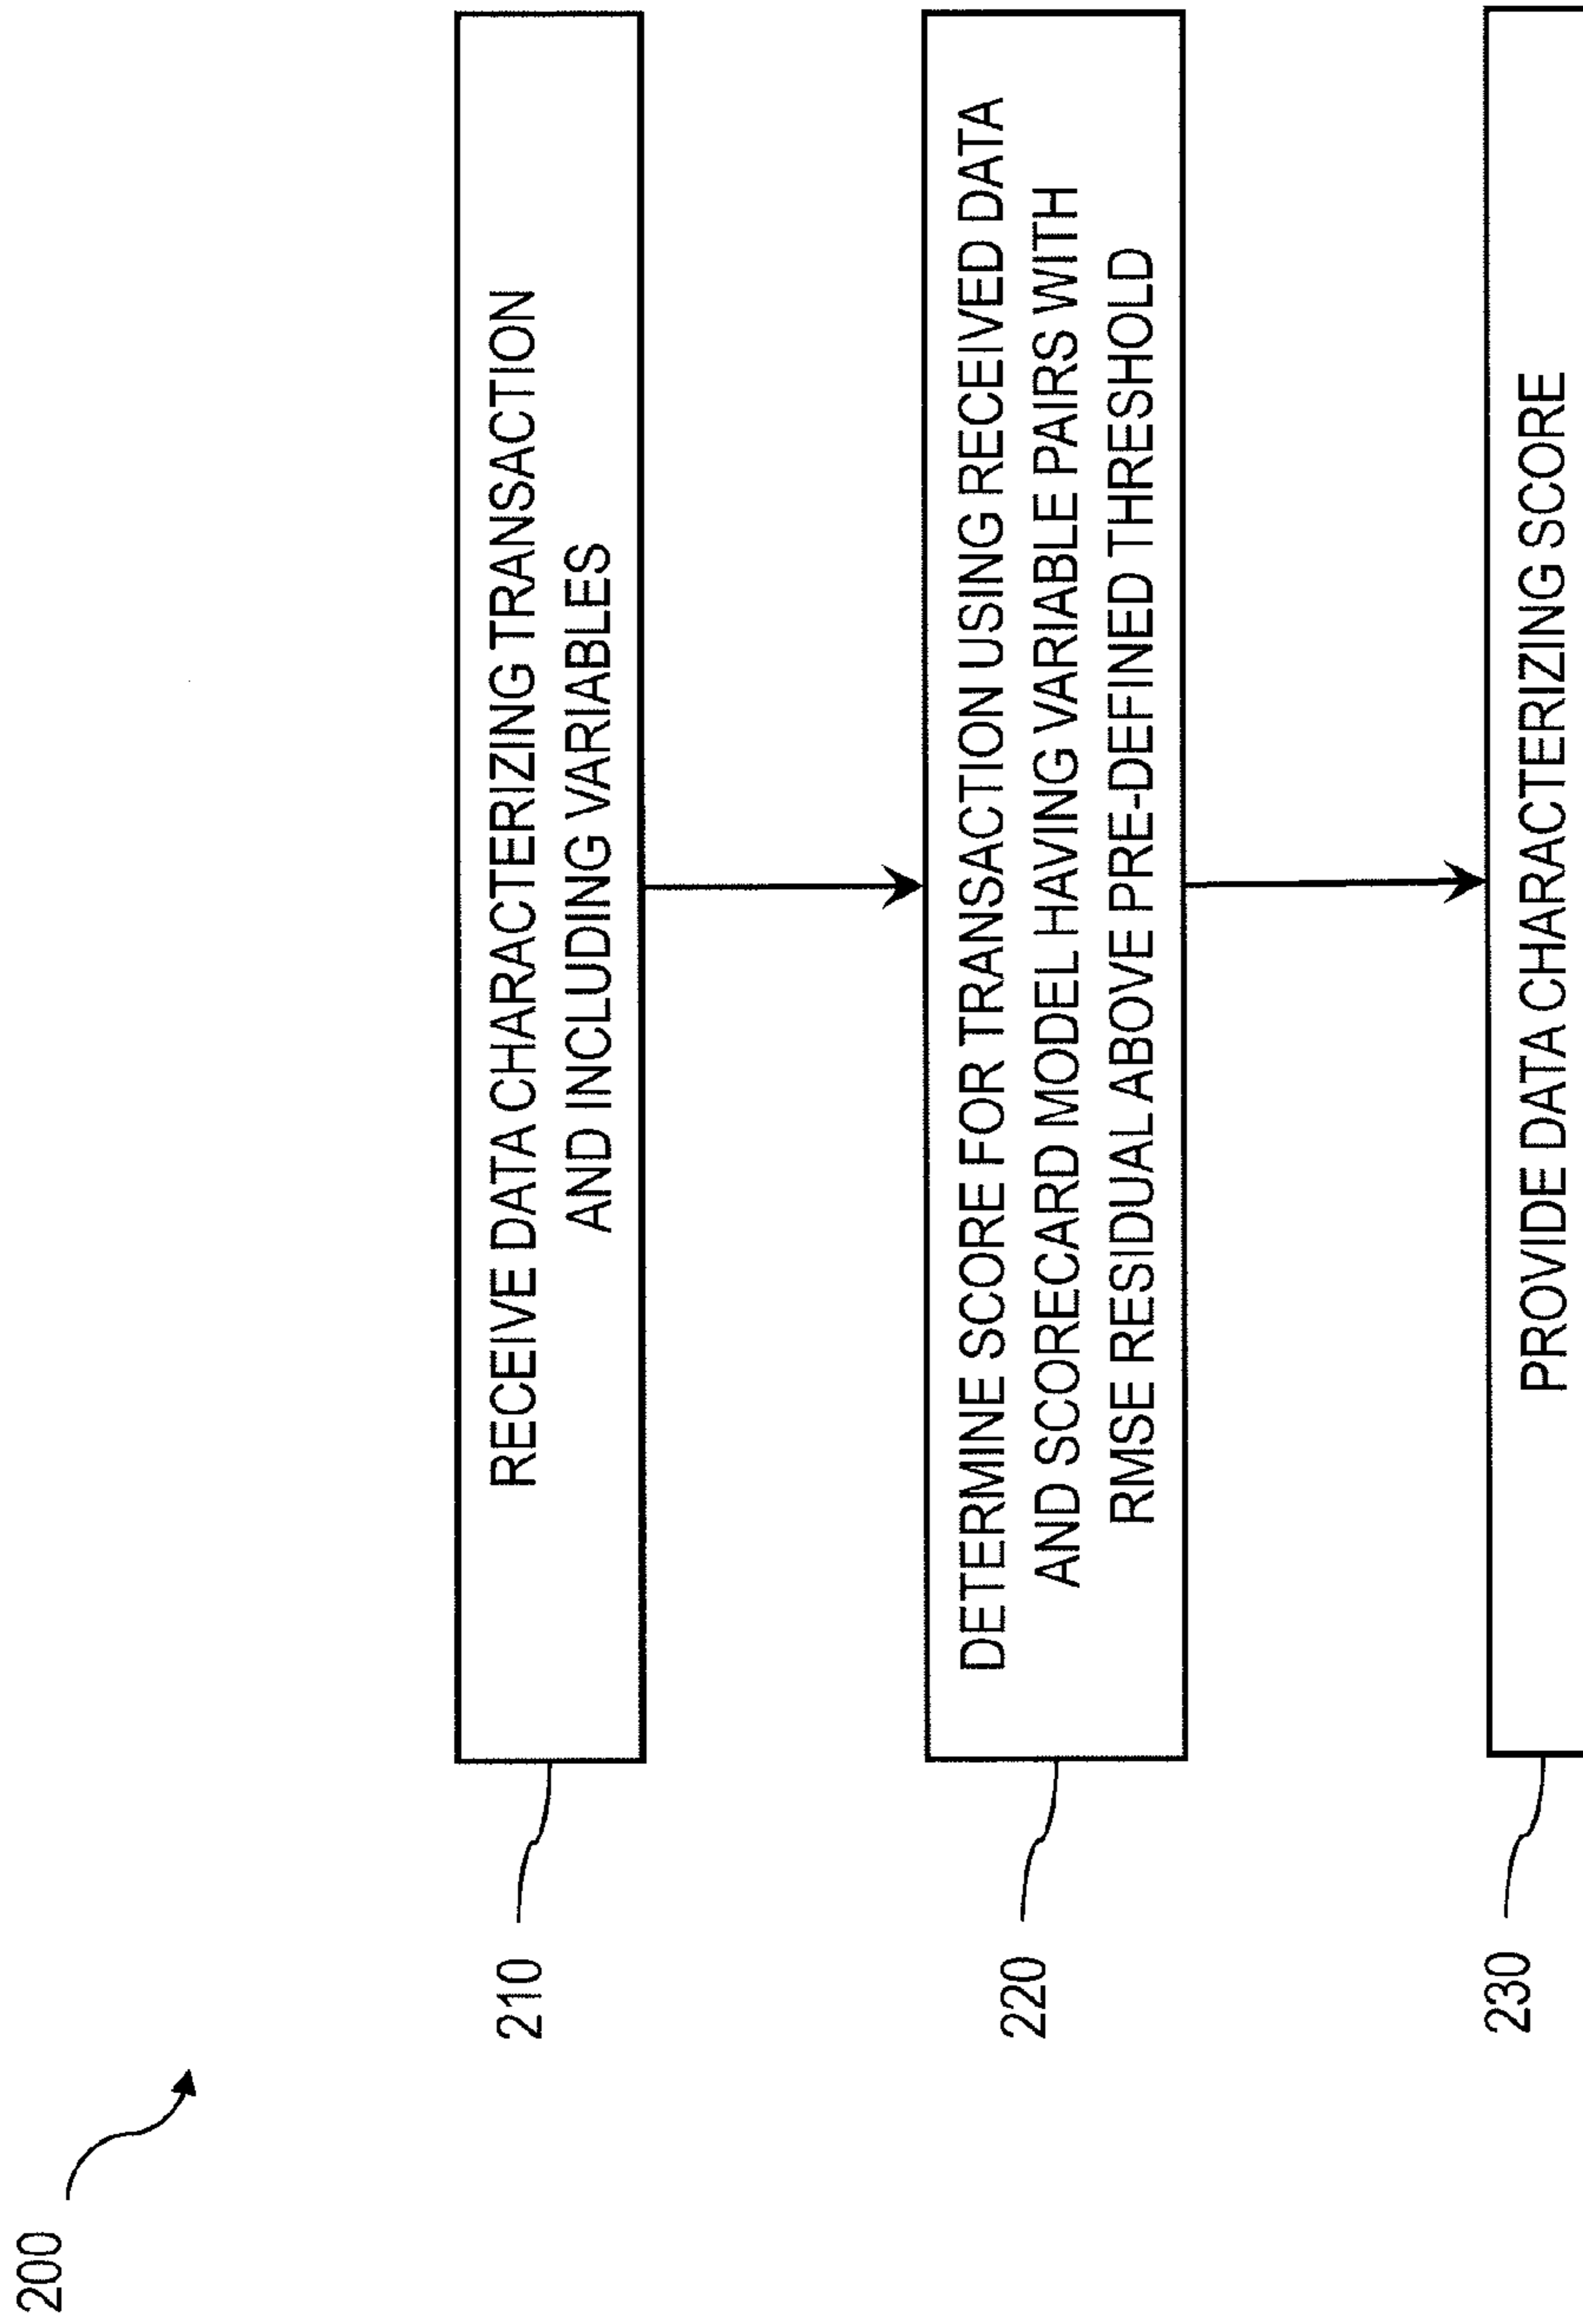 200
210
RECEIVE DATA CHARACTERIZING TRANSACTION
AND INCLUDING VARIABLES
220
DETERMINE SCORE FOR TRANSACTION USING RECEIVED DATA
AND SCORECARD MODEL HAVING VARIABLE PAIRS WITH
RMSE RESIDUAL ABOVE PRE-DEFINED THRESHOLD
230
PROVIDE DATA CHARACTERIZING SCORE